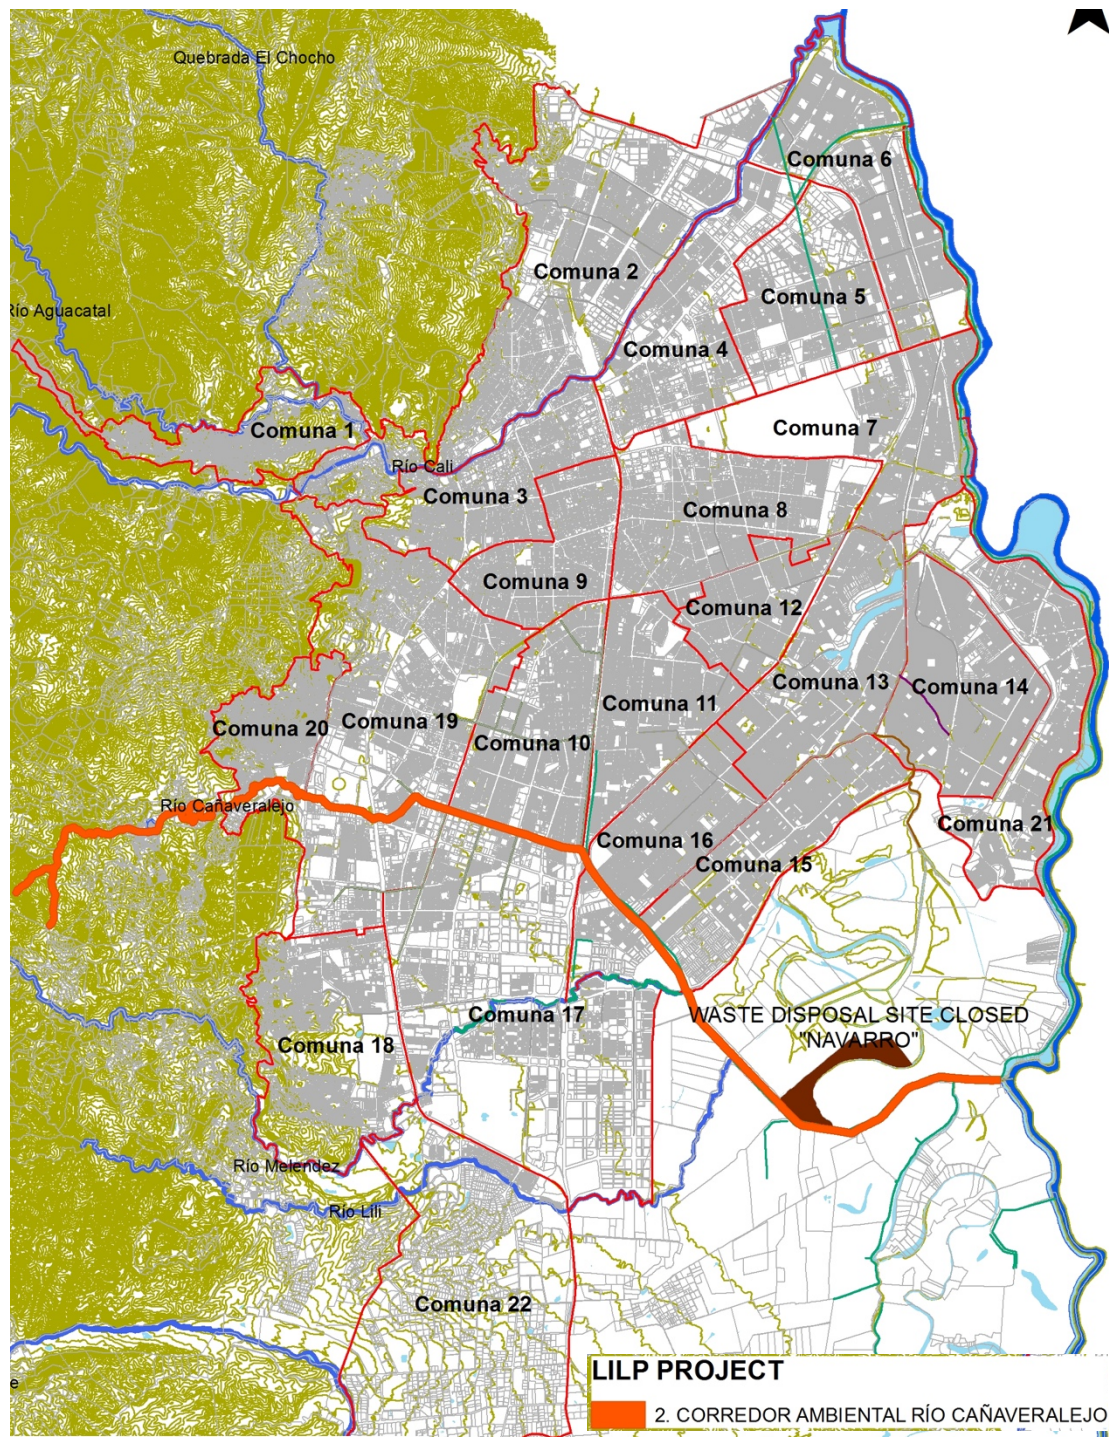 Quebrada El Chocho
Comuna 6
Comuna 2
Comuna 5
Río Aguacatal
Comuna 4
Comuna 1
Comuna 7
Río Cali
Comuna 3
Comuna 8
Comuna 9
Comuna 12
Comuna 13
Comuna 14
Comuna 11
Comuna 20
Comuna 19
Comuna 10
Río Cañaveralejo
Comuna 21
Comuna 16
Comuna 15
WASTE DISPOSAL SITE CLOSED
"NAVARRO"
Comuna 17
Comuna 18
Río Melendez
Río Lili
Comuna 22
e
LILP PROJECT
2. CORREDOR AMBIENTAL RÍO CAÑAVERALEJO